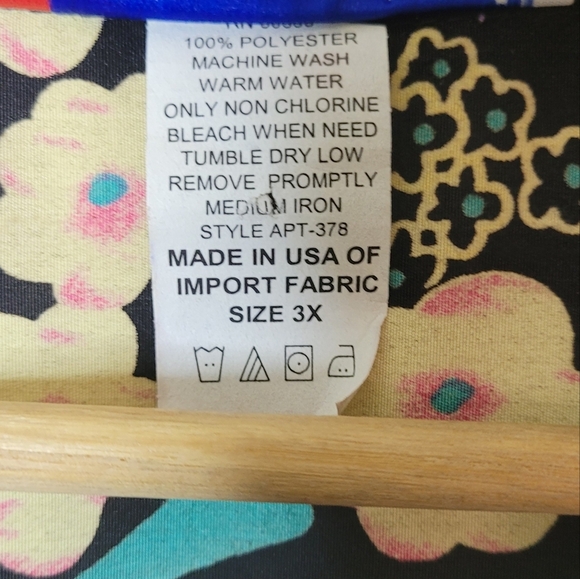 100% POLYESTER
MACHINE WASH
WARM WATER
ONLY NON CHLORINE
BLEACH WHEN NEED
TUMBLE DRY LOW
REMOVE PROMPTLY
MEDIUM IRON
STYLE APT-378
MADE IN USA OF
IMPORT FABRIC
SIZE 3X